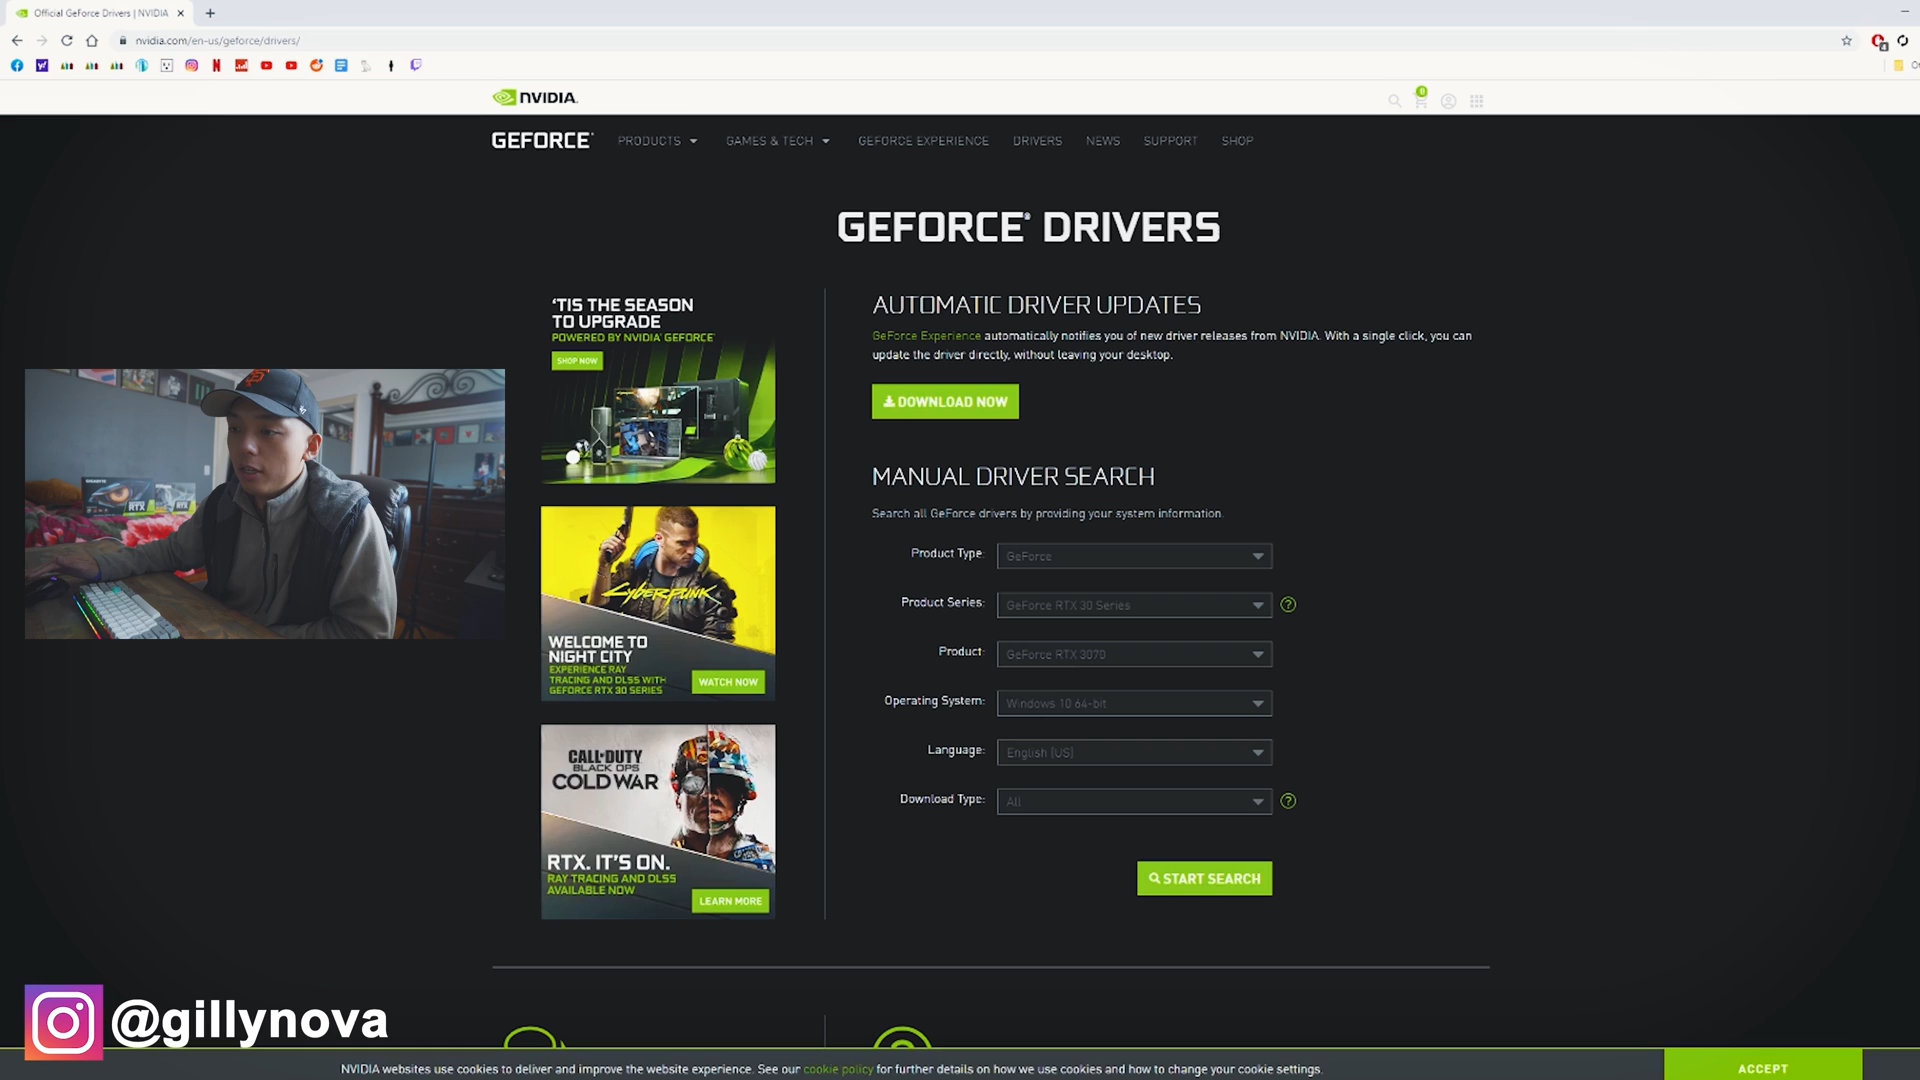 Official GeForce Drivers | NVIDIA
nvidia.com/en-us/geforce/drivers/
NVIDIA.
0
GEFORCE
PRODUCTS
GAMES & TECH
GEFORCE EXPERIENCE
DRIVERS
NEWS
SUPPORT
SHOP
GEFORCE® DRIVERS
'TIS THE SEASON
TO UPGRADE
POWERED BY NVIDIA GEFORCE
SHOP NOW
AUTOMATIC DRIVER UPDATES
GeForce Experience automatically notifies you of new driver releases from NVIDIA. With a single click, you can
update the driver directly, without leaving your desktop.
DOWNLOAD NOW
MANUAL DRIVER SEARCH
Search all GeForce drivers by providing your system information.
Product Type: GeForce
Product Series: GeForce RTX 30 Series ?
Product: GeForce RTX 3070
Operating System: Windows 10 64-bit
Language: English (US)
Download Type: All ?
START SEARCH
GIGABYTE
RTX
CYBERPUNK
WELCOME TO
NIGHT CITY
EXPERIENCE RAY
TRACING AND DLSS WITH
GEFORCE RTX 30 SERIES
WATCH NOW
CALL OF DUTY
BLACK OPS
COLD WAR
RTX. IT'S ON.
RAY TRACING AND DLSS
AVAILABLE NOW
LEARN MORE
@gillynova
NVIDIA websites use cookies to deliver and improve the website experience. See our cookie policy for further details on how we use cookies and how to change your cookie settings.
ACCEPT